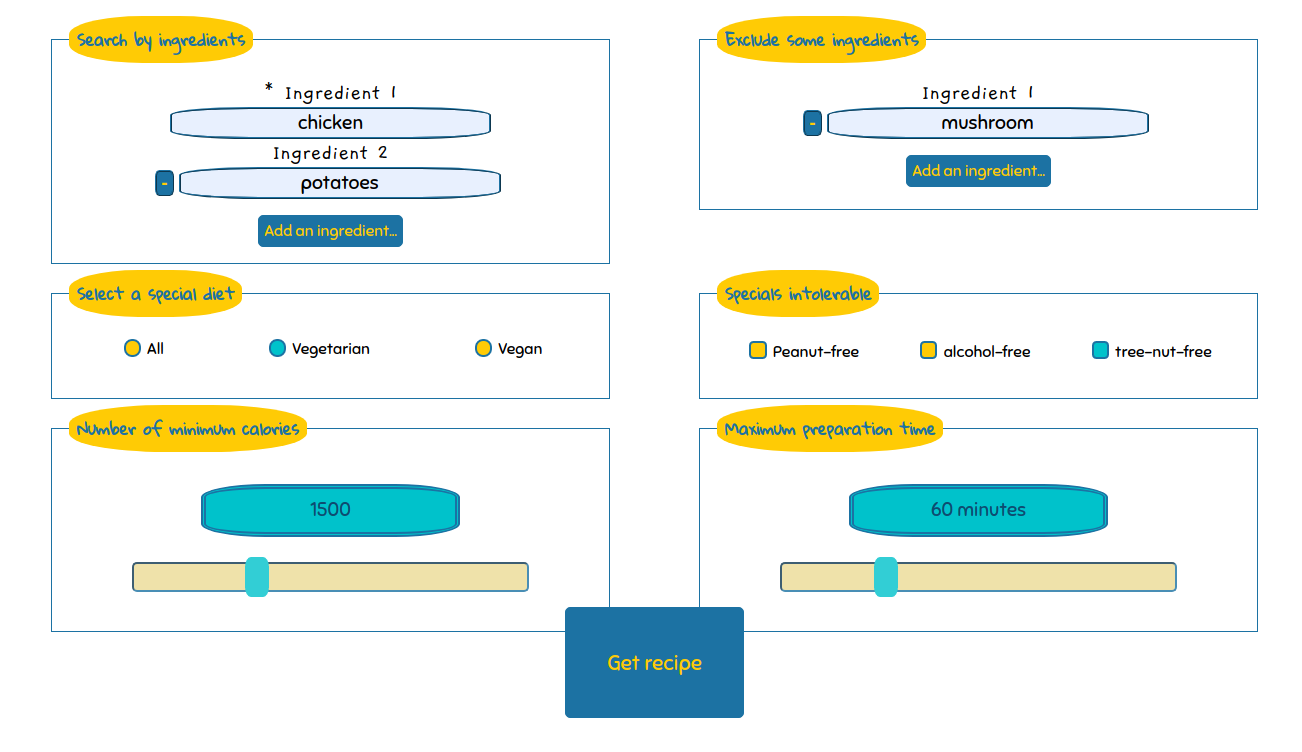 Search by ingredients
* Ingredient 1
chicken
Ingredient 2
-
potatoes
Add an ingredient...
Exclude some ingredients
Ingredient 1
-
mushroom
Add an ingredient...
Select a special diet
All
Vegetarian
Vegan
Specials intolerable
Peanut-free
alcohol-free
tree-nut-free
Number of minimum calories
1500
Maximum preparation time
60 minutes
Get recipe